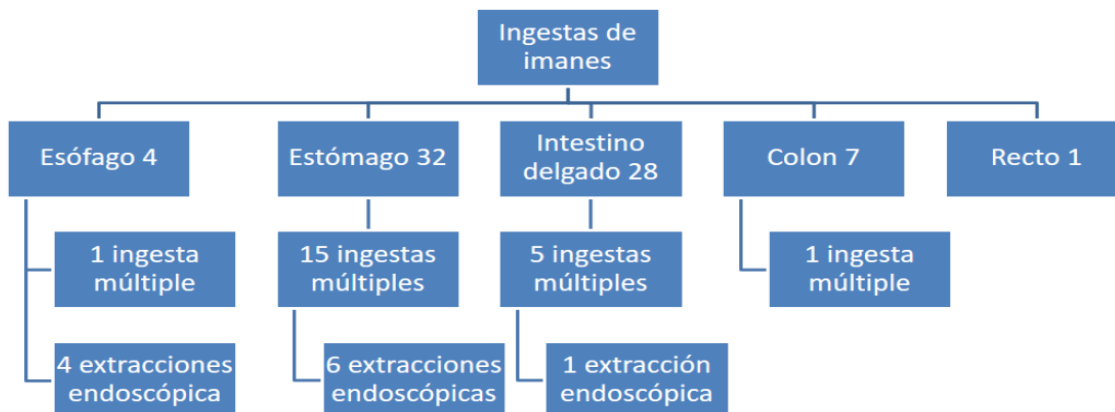 Ingestas de
imanes
Esófago 4
Estómago 32
Intestino
delgado 28
Colon 7
Recto 1
1 ingesta
múltiple
15 ingestas
múltiples
5 ingestas
múltiples
1 ingesta
múltiple
4 extracciones
endoscópica
6 extracciones
endoscópicas
1 extracción
endoscópica